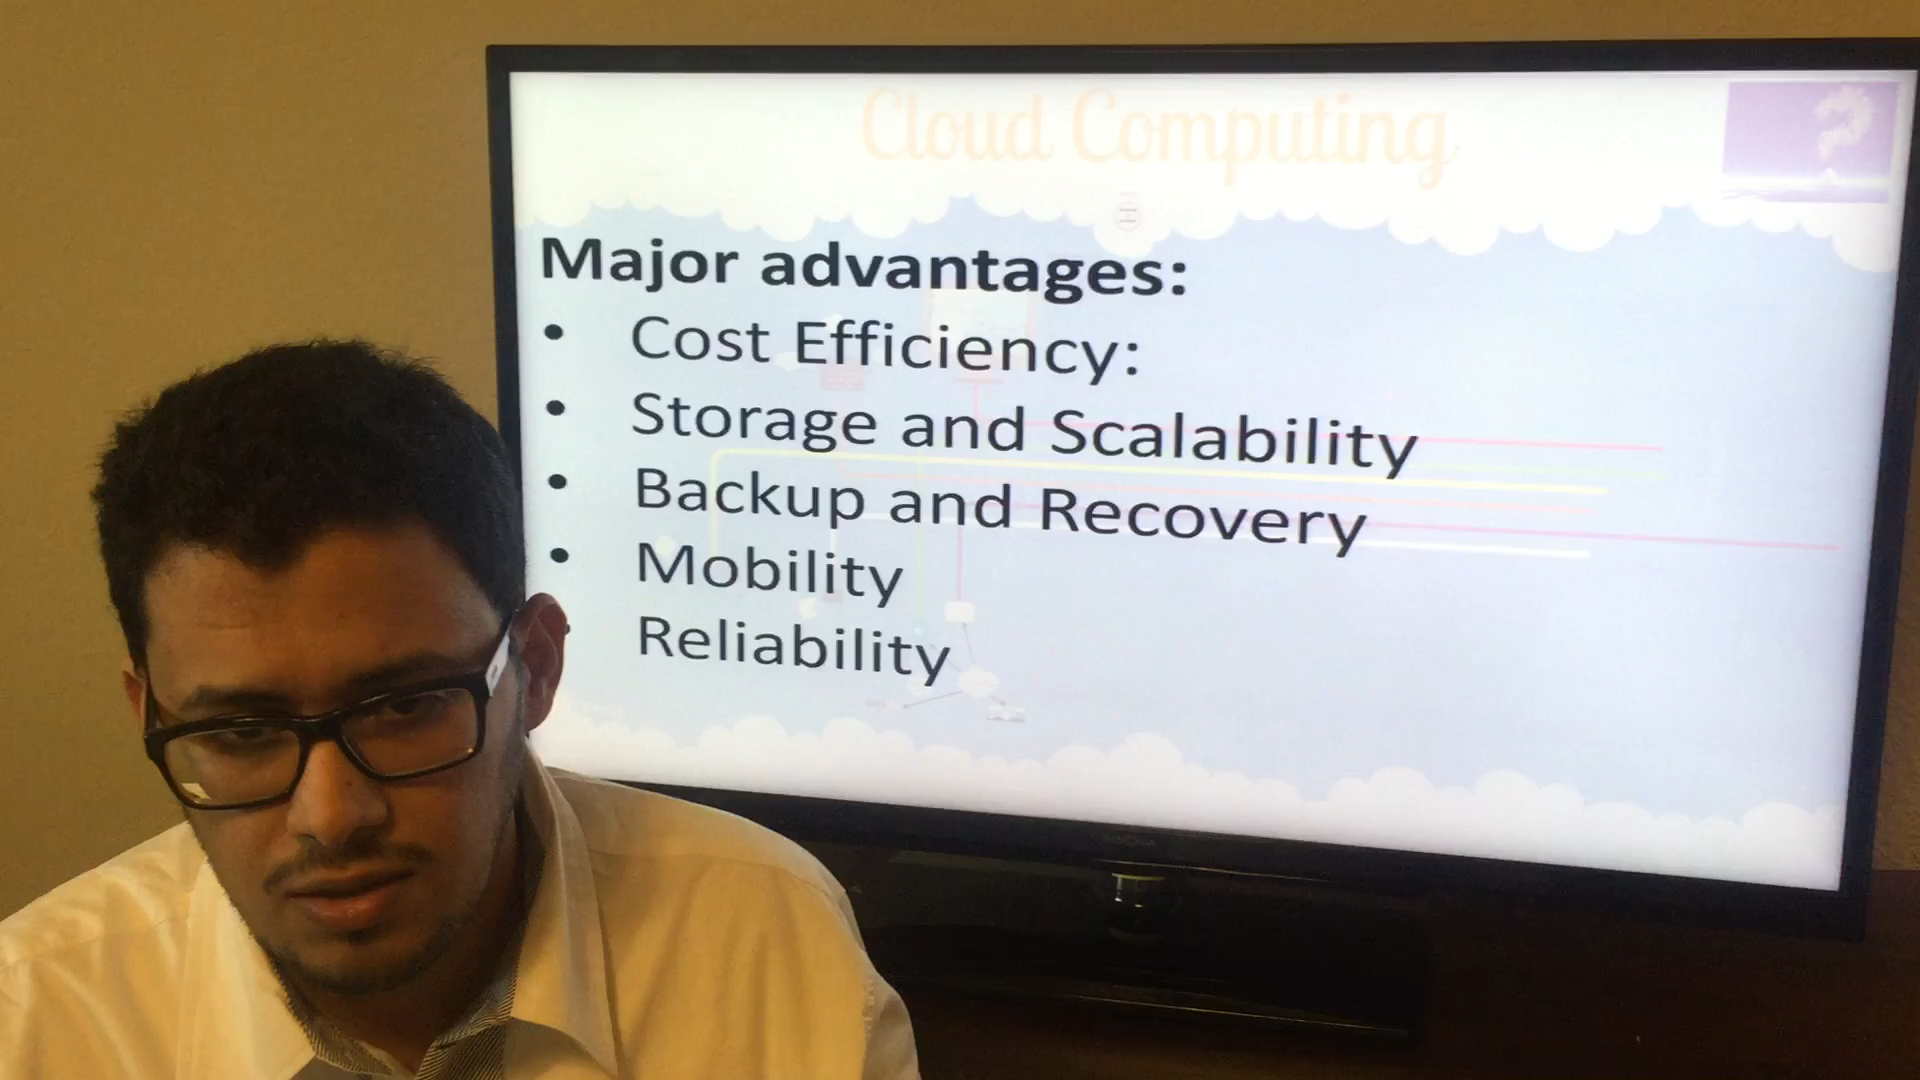 Cloud Computing
Major advantages:
• Cost Efficiency:
• Storage and Scalability
• Backup and Recovery
• Mobility
Reliability